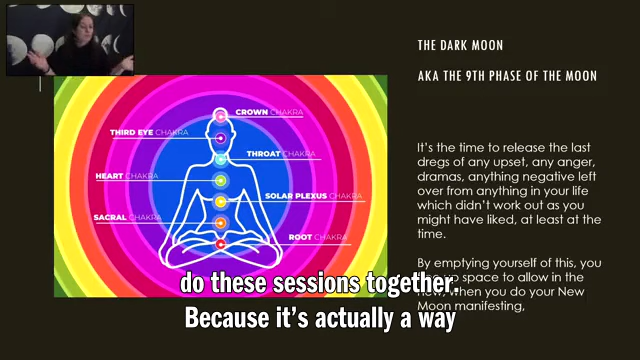 THE DARK MOON
AKA THE 9TH PHASE OF THE MOON
CROWN CHAKRA
THIRD EYE CHAKRA
THROAT CHAKRA
HEART CHAKRA
SOLAR PLEXUS CHAKRA
SACRAL CHAKRA
ROOT CHAKRA
It's the time to release the last
dregs of any upset, any anger,
dramas, anything negative left
over from anything in your life
which didn't work out as you
might have liked, at least at the
time.
By emptying yourself of this, you
up space to allow in the
new, when you do your New
Moon manifesting,
do these sessions together.
Because it's actually a way